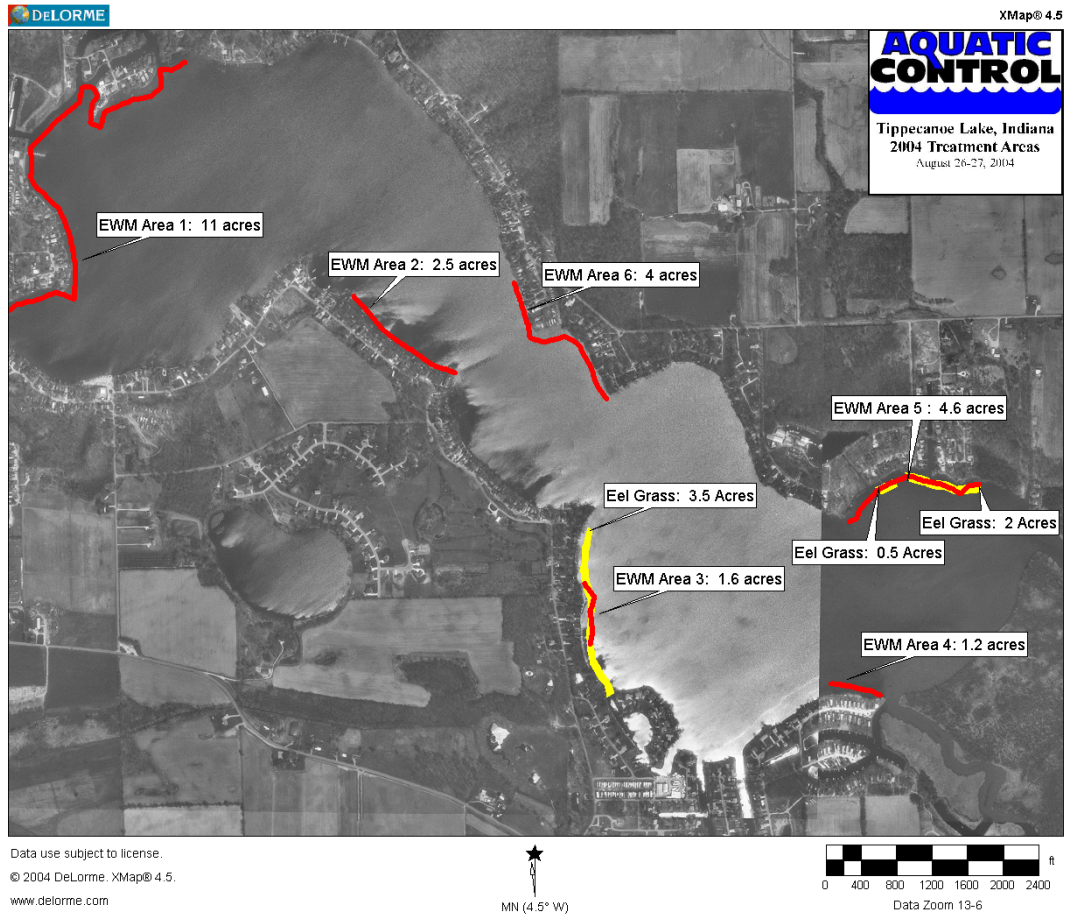 DELORME
XMap® 4.5
AQUATIC
CONTROL
Tippecanoe Lake, Indiana
2004 Treatment Areas
August 26-27, 2004
EWM Area 1: 11 acres
EWM Area 2: 2.5 acres
EWM Area 6: 4 acres
EWM Area 5 : 4.6 acres
Eel Grass: 3.5 Acres
Eel Grass: 2 Acres
Eel Grass: 0.5 Acres
EWM Area 3: 1.6 acres
EWM Area 4: 1.2 acres
Data use subject to license.
© 2004 DeLorme. XMap® 4.5.
www.delorme.com
MN (4.5° W)
ft
0 400 800 1200 1600 2000 2400
Data Zoom 13-6